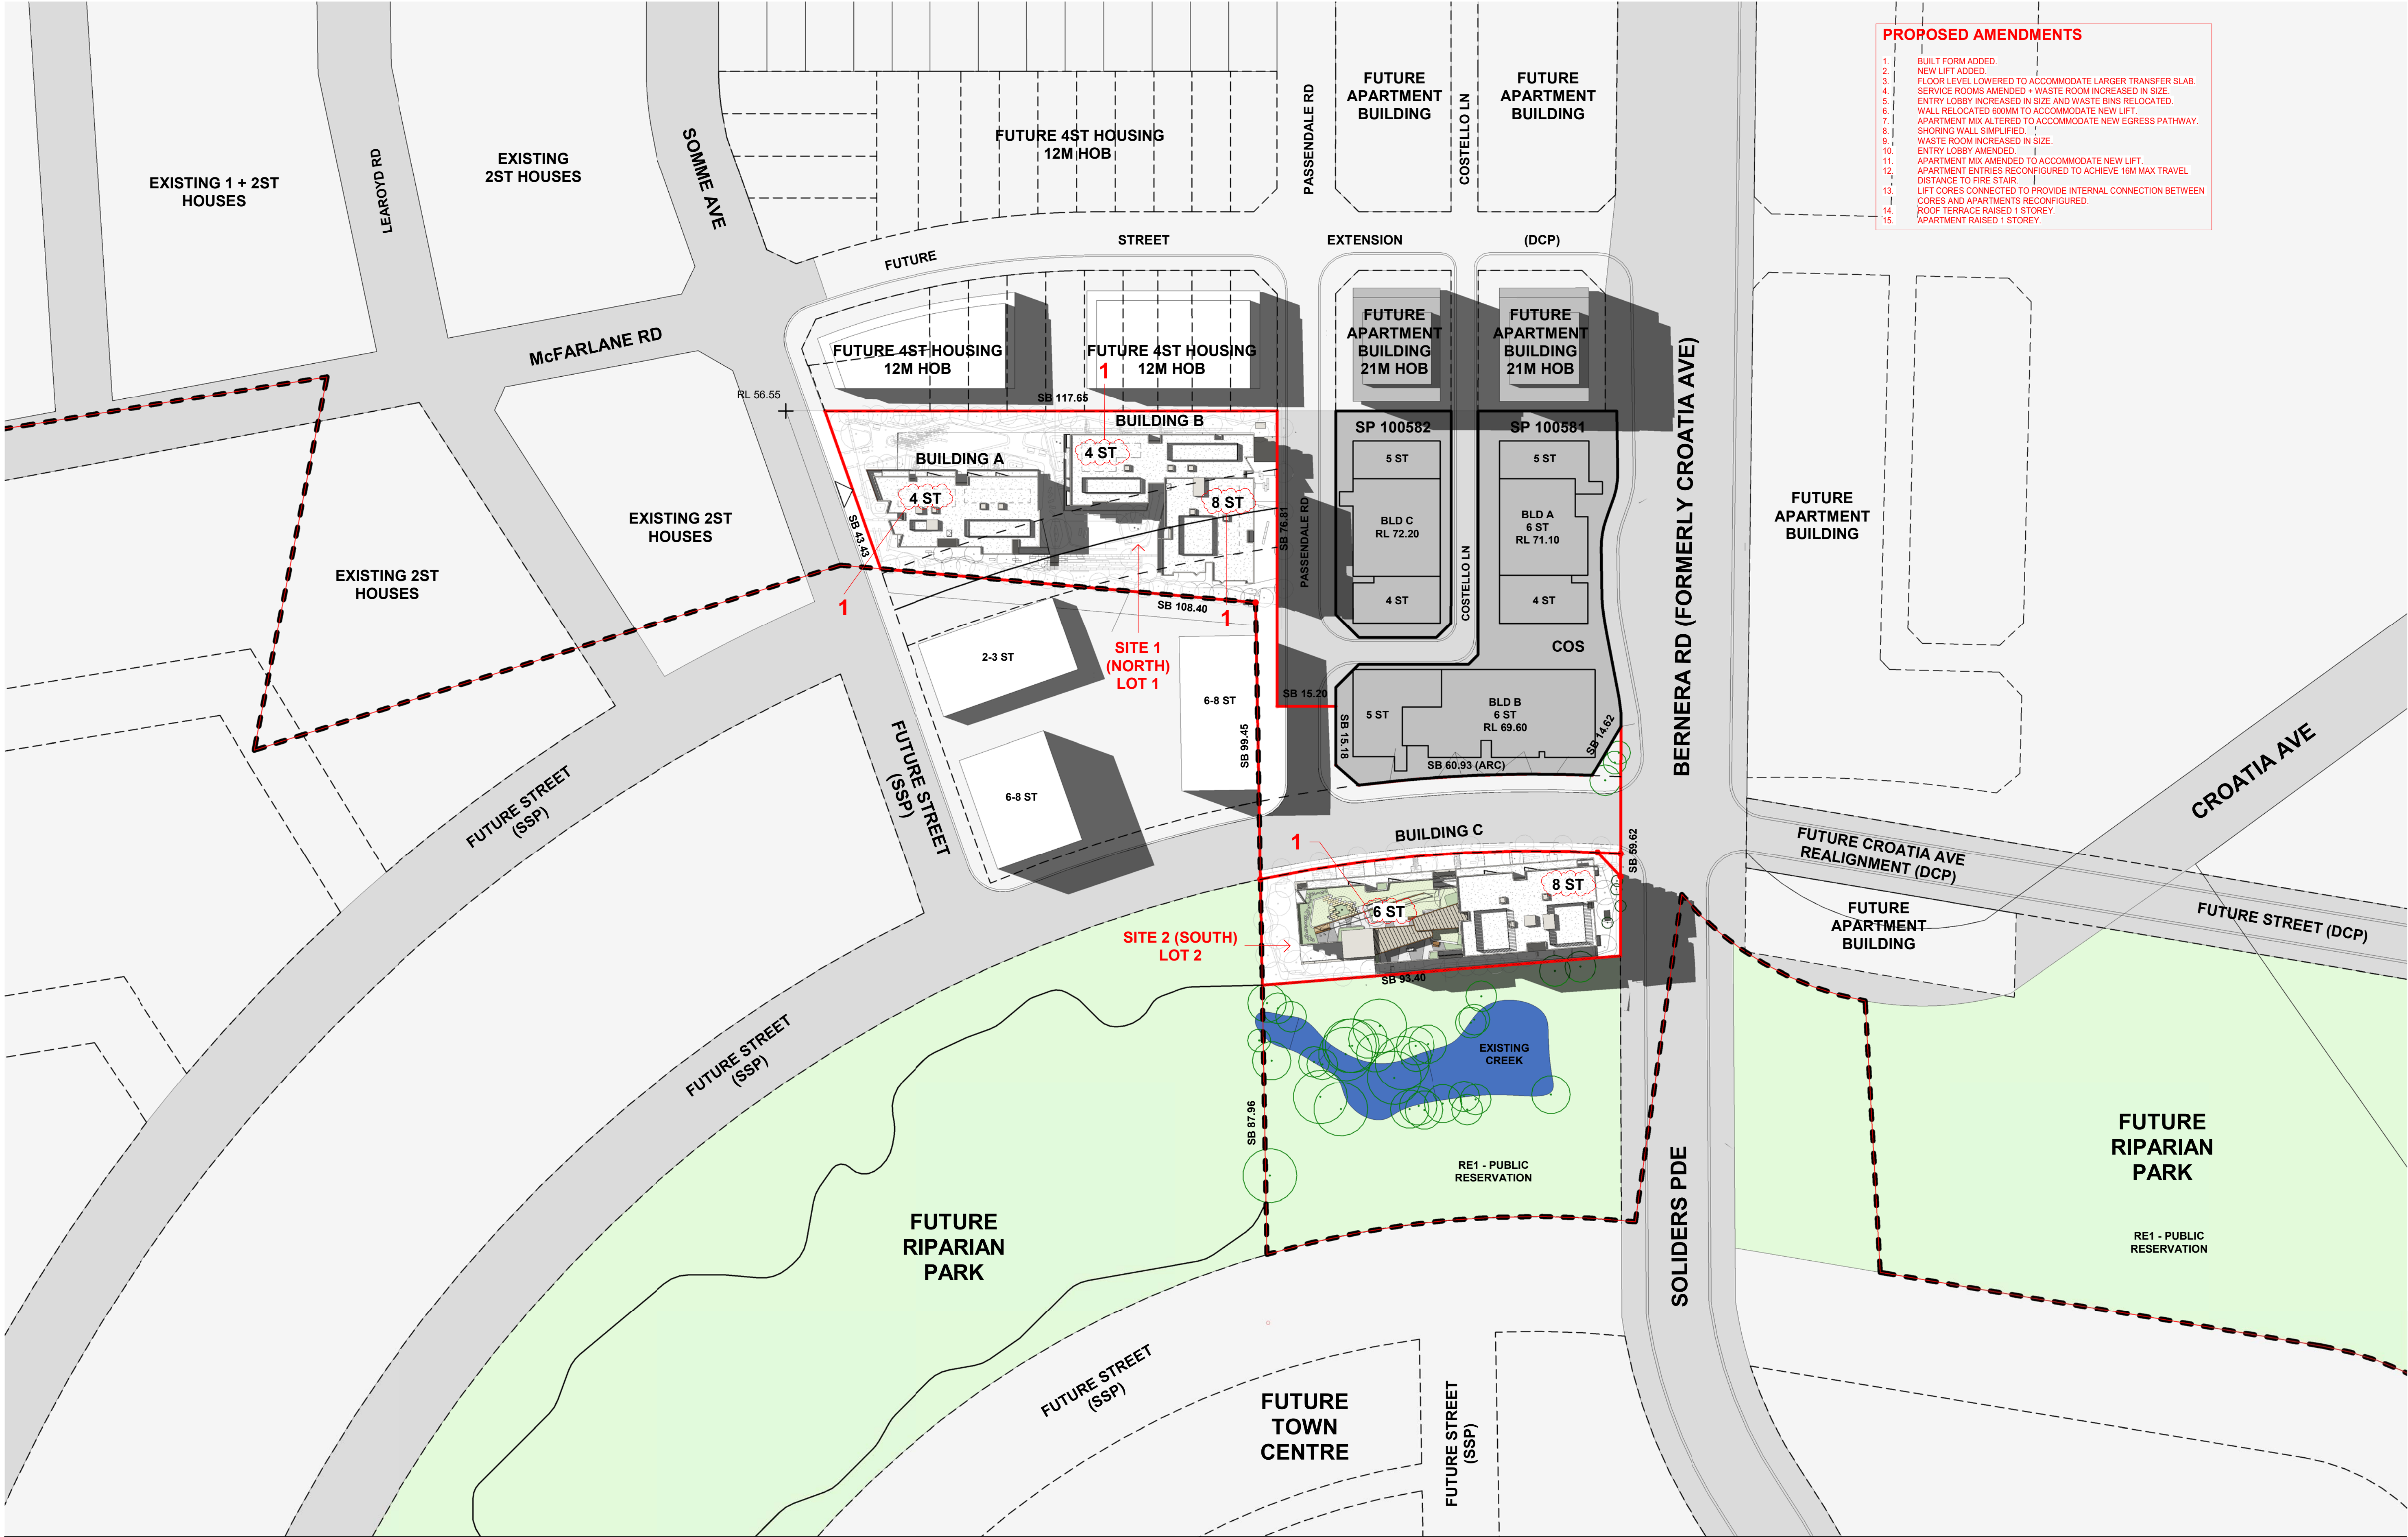 PROPOSED AMENDMENTS
1. BUILT FORM ADDED.
2. NEW LIFT ADDED.
3. FLOOR LEVEL LOWERED TO ACCOMMODATE LARGER TRANSFER SLAB.
4. SERVICE ROOMS AMENDED + WASTE ROOM INCREASED IN SIZE.
5. ENTRY LOBBY INCREASED IN SIZE AND WASTE BINS RELOCATED.
6. WALL RELOCATED 600MM TO ACCOMMODATE NEW LIFT.
7. APARTMENT MIX ALTERED TO ACCOMMODATE NEW EGRESS PATHWAY.
8. SHORING WALL SIMPLIFIED.
9. WASTE ROOM INCREASED IN SIZE.
10. ENTRY LOBBY AMENDED.
11. APARTMENT MIX AMENDED TO ACCOMMODATE NEW LIFT.
12. APARTMENT ENTRIES RECONFIGURED TO ACHIEVE 16M MAX TRAVEL
DISTANCE TO FIRE STAIR.
13. LIFT CORES CONNECTED TO PROVIDE INTERNAL CONNECTION BETWEEN
CORES AND APARTMENTS RECONFIGURED.
14. ROOF TERRACE RAISED 1 STOREY.
15. APARTMENT RAISED 1 STOREY.
FUTURE
APARTMENT
BUILDING
FUTURE
APARTMENT
BUILDING
PASSENDALE RD
COSTELLO LN
FUTURE 4ST HOUSING
12M HOB
SOMME AVE
LEAROYD RD
EXISTING
2ST HOUSES
EXISTING 1 + 2ST
HOUSES
FUTURE
STREET
EXTENSION
(DCP)
McFARLANE RD
FUTURE 4ST HOUSING
12M HOB
FUTURE 4ST HOUSING
12M HOB
FUTURE
APARTMENT
BUILDING
21M HOB
FUTURE
APARTMENT
BUILDING
21M HOB
BERNERA RD (FORMERLY CROATIA AVE)
1
RL 56.55
SB 117.65
BUILDING B
BUILDING A
4 ST
4 ST
8 ST
SB 43.43
SB 76.81
PASSENDALE RD
SP 100582
SP 100581
5 ST
5 ST
BLD C
RL 72.20
BLD A
6 ST
RL 71.10
4 ST
4 ST
COSTELLO LN
COS
FUTURE
APARTMENT
BUILDING
EXISTING 2ST
HOUSES
EXISTING 2ST
HOUSES
1
1
SB 108.40
SITE 1
(NORTH)
LOT 1
2-3 ST
6-8 ST
6-8 ST
SB 99.45
SB 15.20
SB 15.18
5 ST
BLD B
6 ST
RL 69.60
SB 14.62
SB 60.93 (ARC)
FUTURE STREET
(SSP)
FUTURE STREET
(SSP)
CROATIA AVE
FUTURE CROATIA AVE
REALIGNMENT (DCP)
FUTURE STREET (DCP)
BUILDING C
1
SB 59.62
8 ST
6 ST
SITE 2 (SOUTH)
LOT 2
SB 93.40
FUTURE
APARTMENT
BUILDING
FUTURE STREET
(SSP)
EXISTING
CREEK
SB 87.96
RE1 - PUBLIC
RESERVATION
SOLIDERS PDE
FUTURE
RIPARIAN
PARK
FUTURE
RIPARIAN
PARK
RE1 - PUBLIC
RESERVATION
FUTURE STREET
(SSP)
FUTURE
TOWN
CENTRE
FUTURE STREET
(SSP)